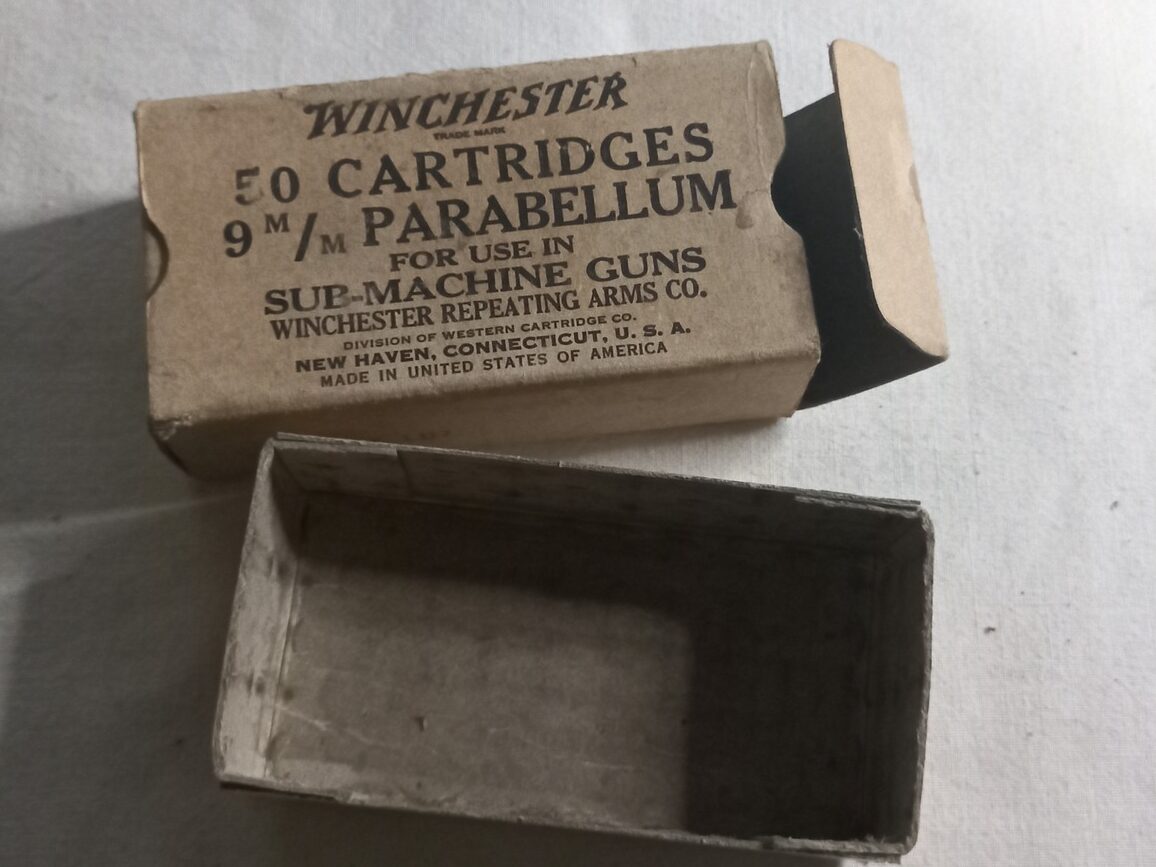 WINCHESTER
TRADE MARK
50 CARTRIDGES
9 M/M PARABELLUM
FOR USE IN
SUB-MACHINE GUNS
WINCHESTER REPEATING ARMS CO.
DIVISION OF WESTERN CARTRIDGE CO.
NEW HAVEN, CONNECTICUT, U. S. A.
MADE IN UNITED STATES OF AMERICA